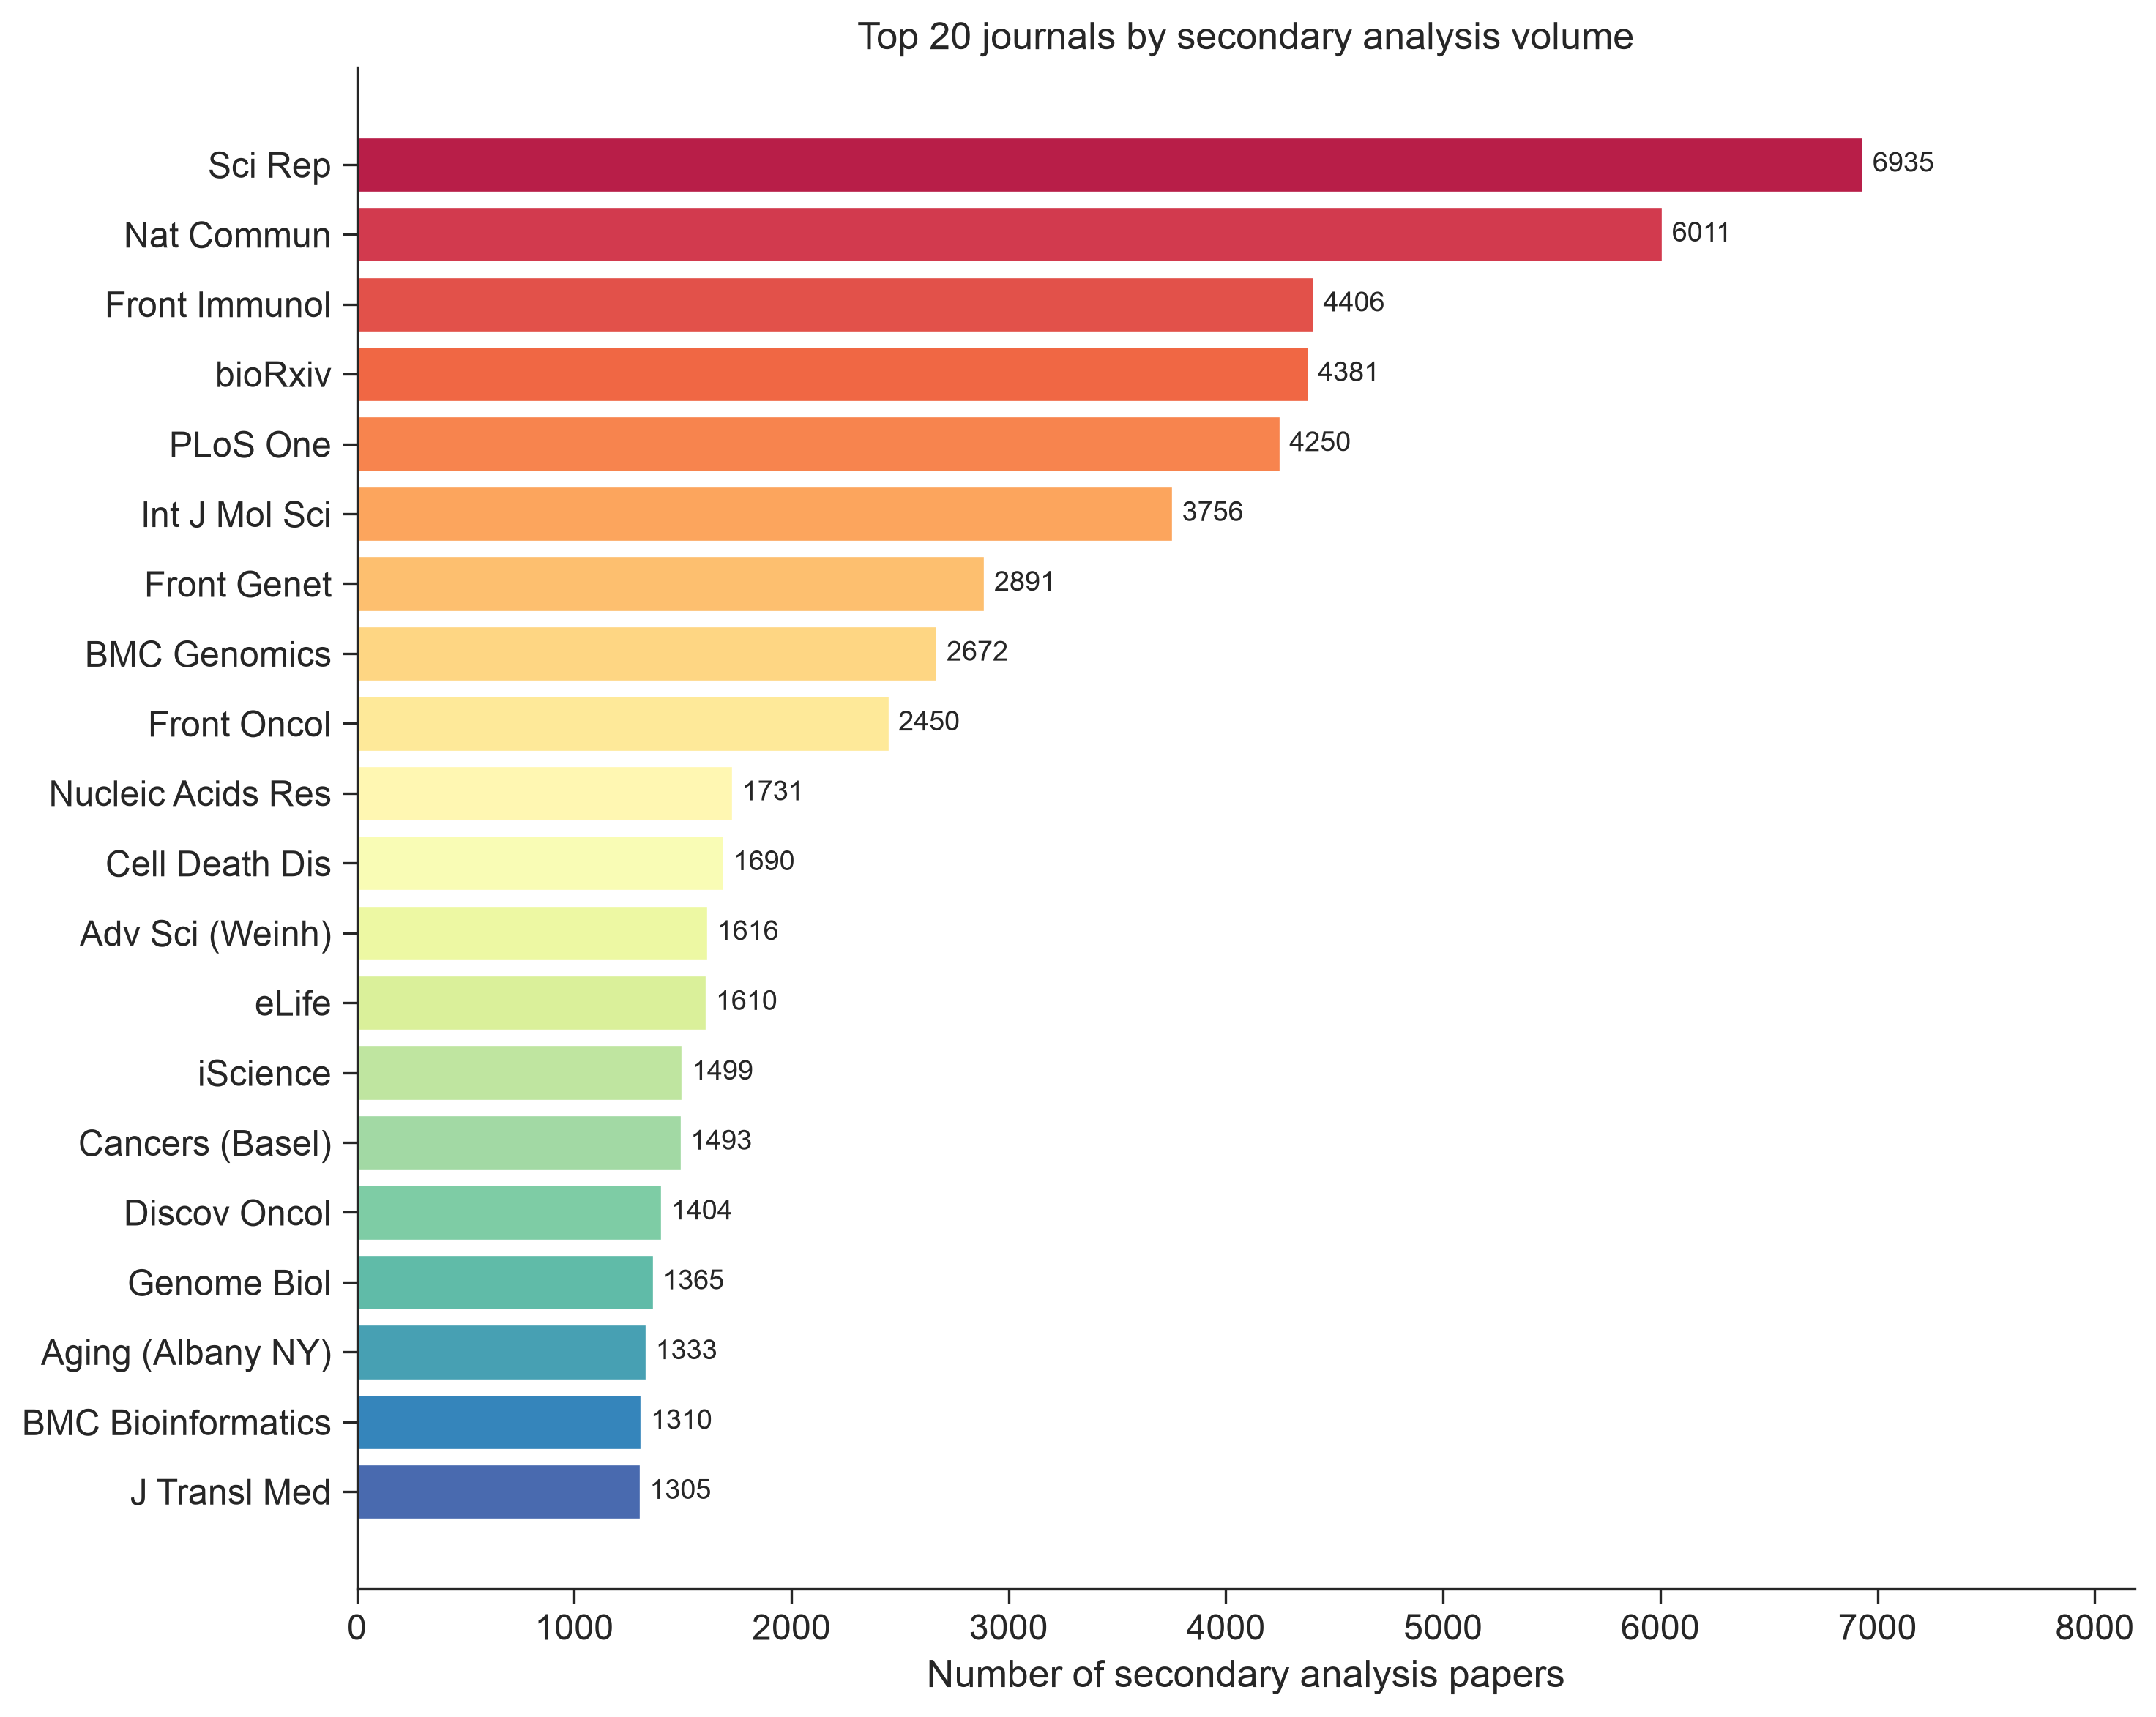 Top 20 journals by secondary analysis volume
Sci Rep 6935
Nat Commun 6011
Front Immunol 4406
bioRxiv 4381
PLoS One 4250
Int J Mol Sci 3756
Front Genet 2891
BMC Genomics 2672
Front Oncol 2450
Nucleic Acids Res 1731
Cell Death Dis 1690
Adv Sci (Weinh) 1616
eLife 1610
iScience 1499
Cancers (Basel) 1493
Discov Oncol 1404
Genome Biol 1365
Aging (Albany NY) 1333
BMC Bioinformatics 1310
J Transl Med 1305
0 1000 2000 3000 4000 5000 6000 7000 8000
Number of secondary analysis papers